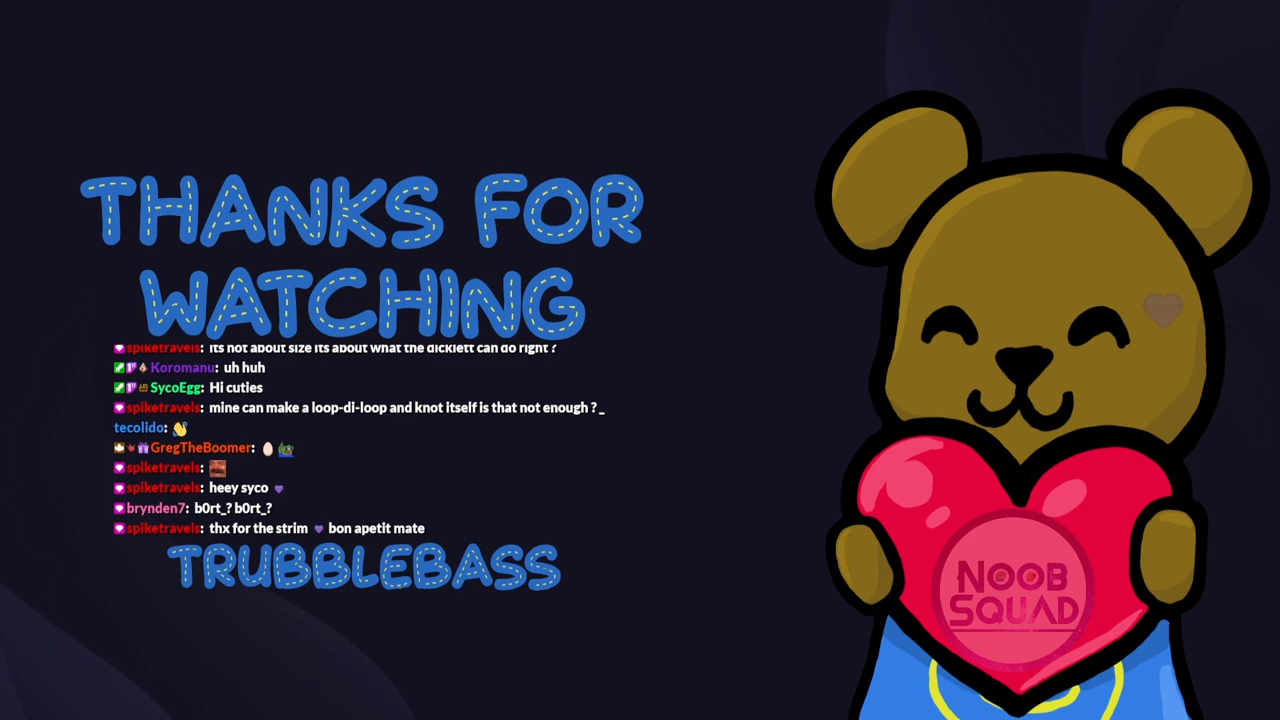 THANKS FOR
WATCHING
spiketravels: its not about size its about what the dicklett can do right ?
Koromanu: uh huh
SycoEgg: Hi cuties
spiketravels: mine can make a loop-di-loop and knot itself is that not enough ? _
tecolido:
GregTheBoomer:
spiketravels:
spiketravels: heey syco
brynden7: b0rt_? b0rt_?
spiketravels: thx for the strim bon apetit mate
TRUBBLEBASS
NOOB
SQUAD